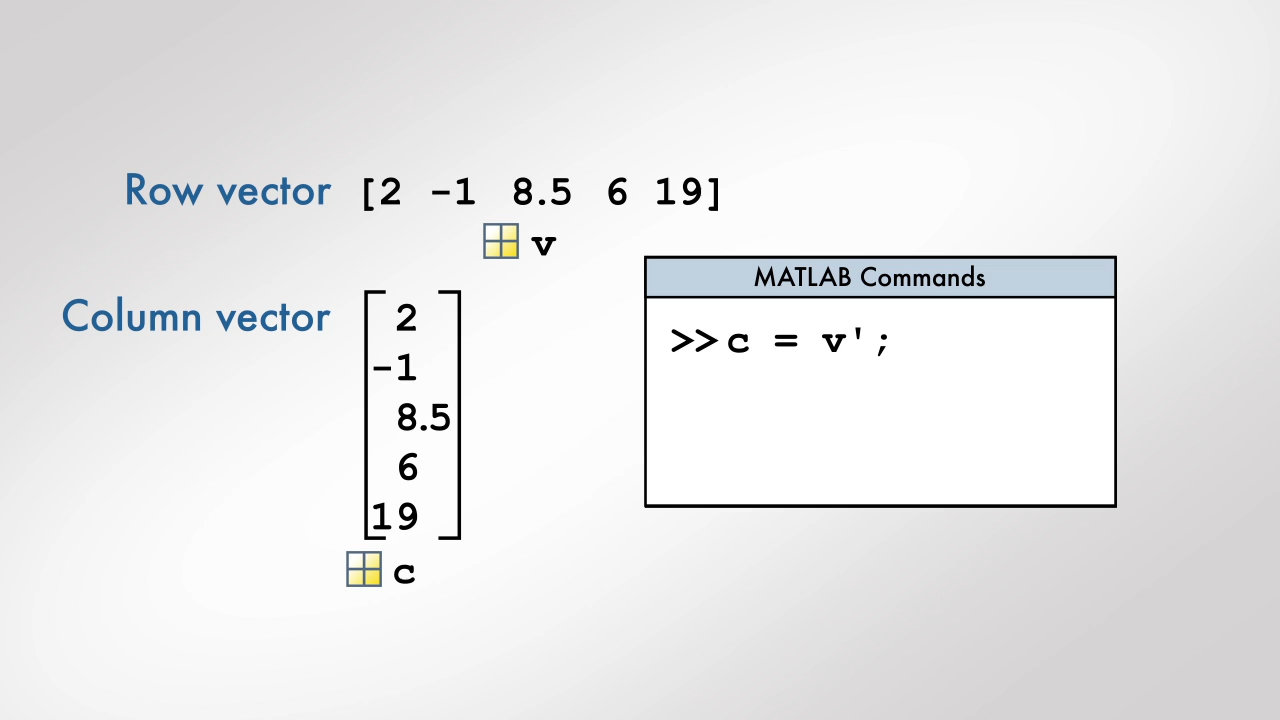 Row vector [2 -1 8.5 6 19]
v
Column vector
2
-1
8.5
6
19
c
MATLAB Commands
>>c = v';